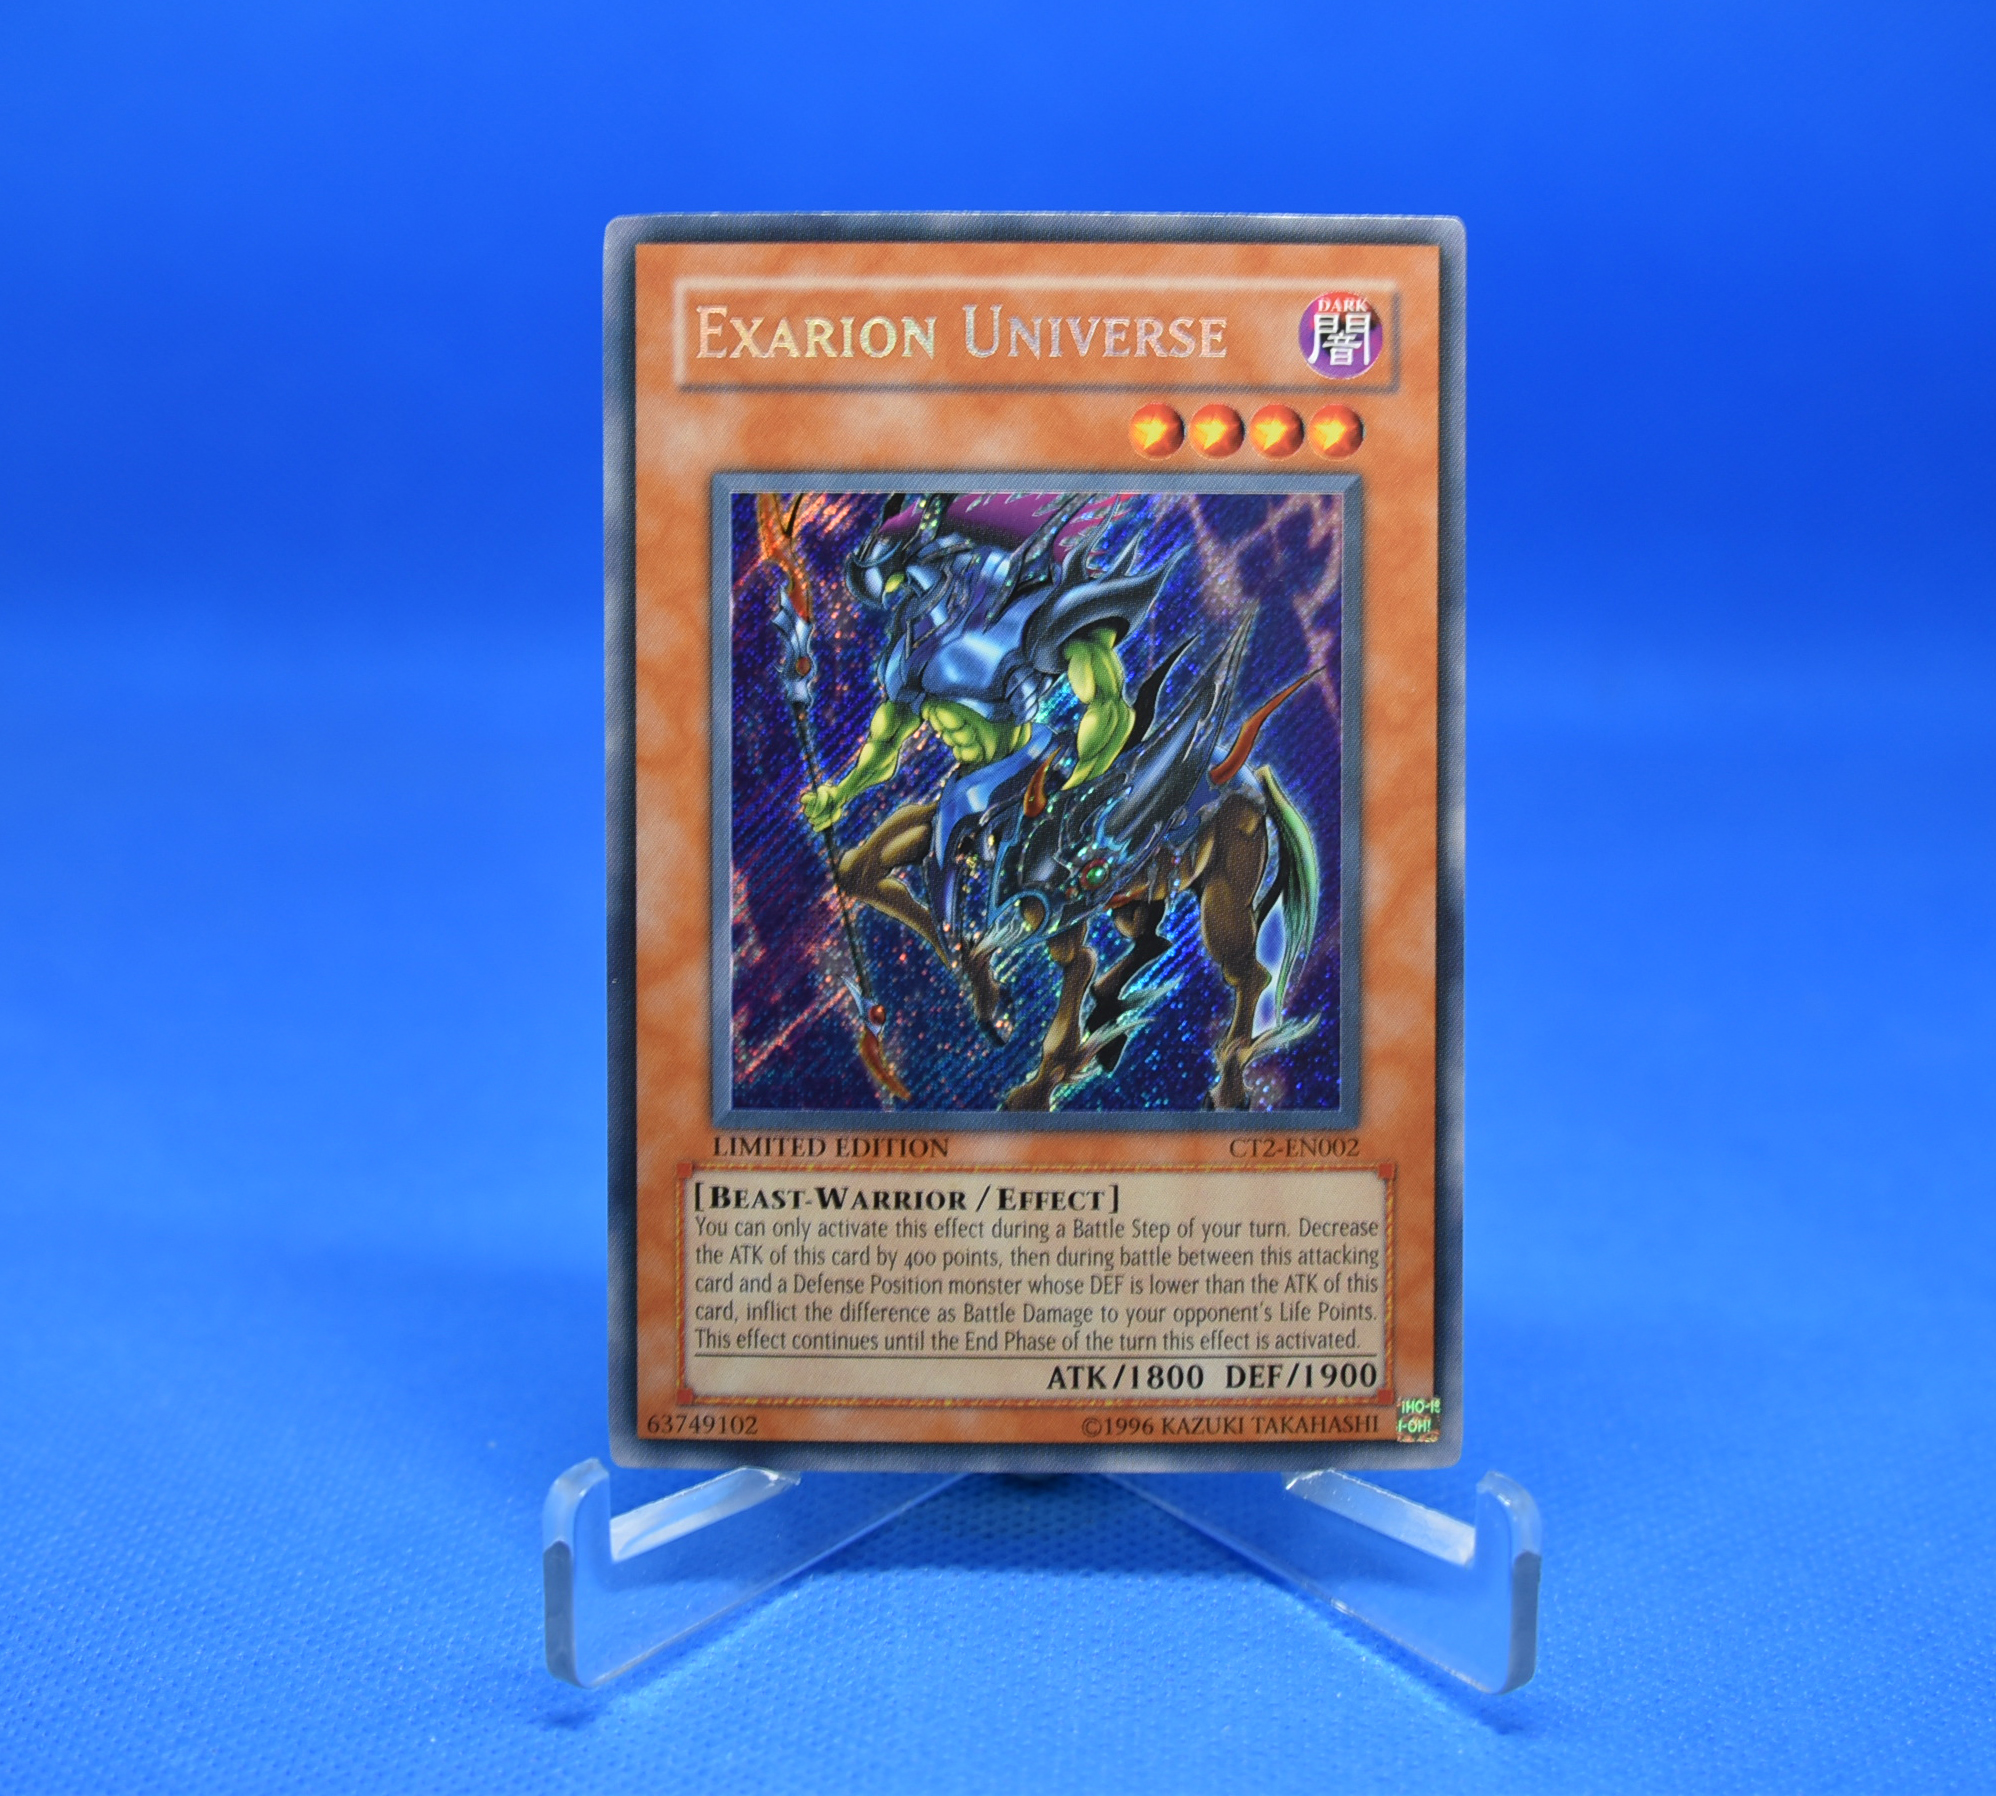 EXARION UNIVERSE
DARK
闇
LIMITED EDITION CT2-EN002
[BEAST-WARRIOR / EFFECT]
You can only activate this effect during a Battle Step of your turn. Decrease
the ATK of this card by 400 points, then during battle between this attacking
card and a Defense Position monster whose DEF is lower than the ATK of this
card, inflict the difference as Battle Damage to your opponent's Life Points.
This effect continues until the End Phase of the turn this effect is activated.
ATK/1800 DEF/1900
63749102 ©1996 KAZUKI TAKAHASHI